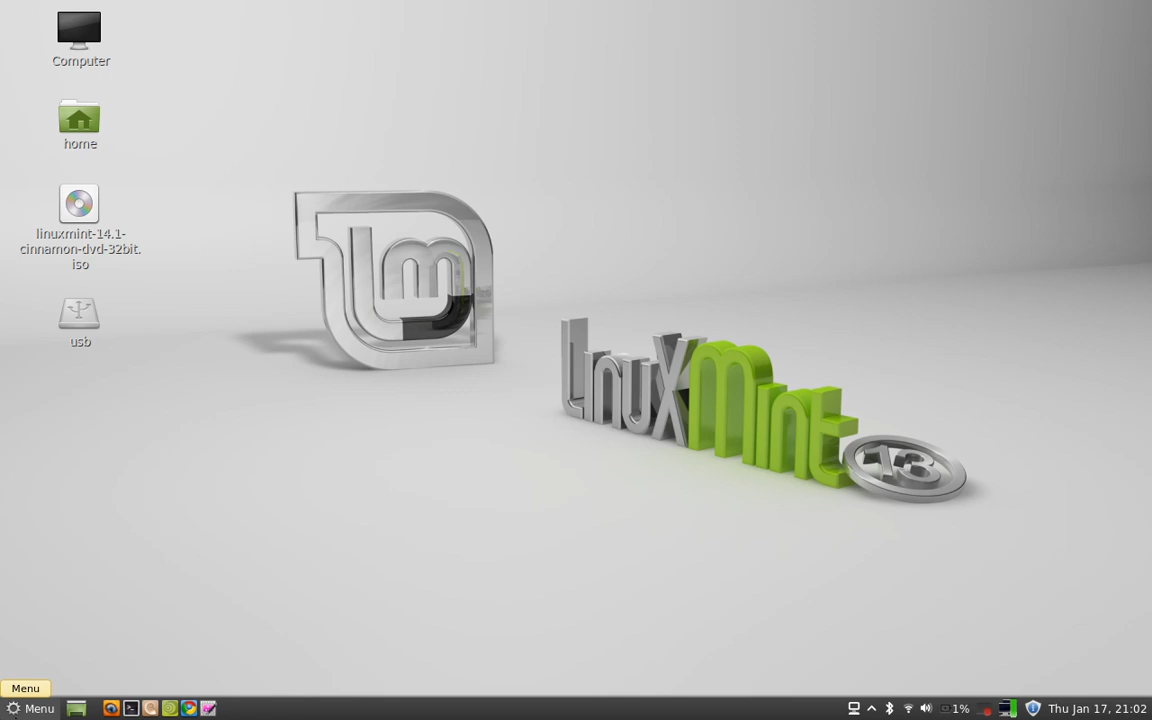 Computer
home
linuxmint-14.1-
cinnamon-dvd-32bit.
iso
usb
lm
LinuxMint 13
Menu
Menu
1%
Thu Jan 17, 21:02